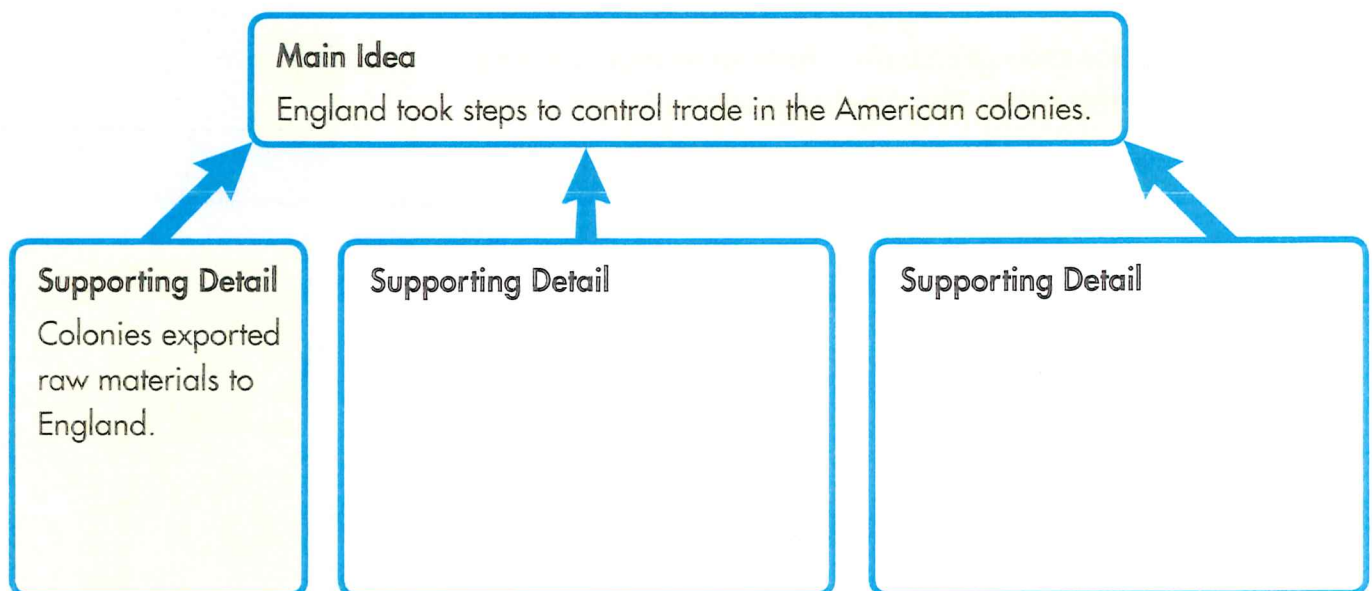 Main Idea
England took steps to control trade in the American colonies.
Supporting Detail
Colonies exported
raw materials to
England.
Supporting Detail
Supporting Detail